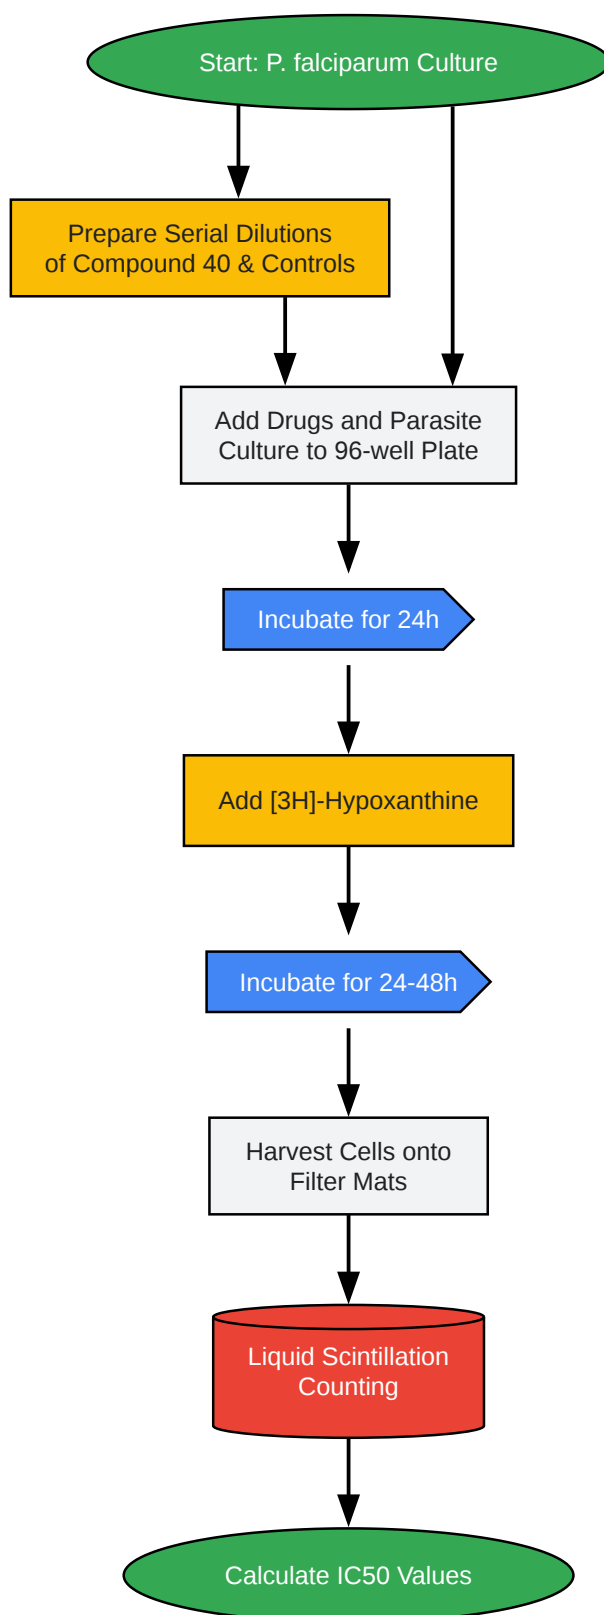 Start: P. falciparum Culture
Prepare Serial Dilutions
of Compound 40 & Controls
Add Drugs and Parasite
Culture to 96-well Plate
Incubate for 24h
Add [3H]-Hypoxanthine
Incubate for 24-48h
Harvest Cells onto
Filter Mats
Liquid Scintillation
Counting
Calculate IC50 Values